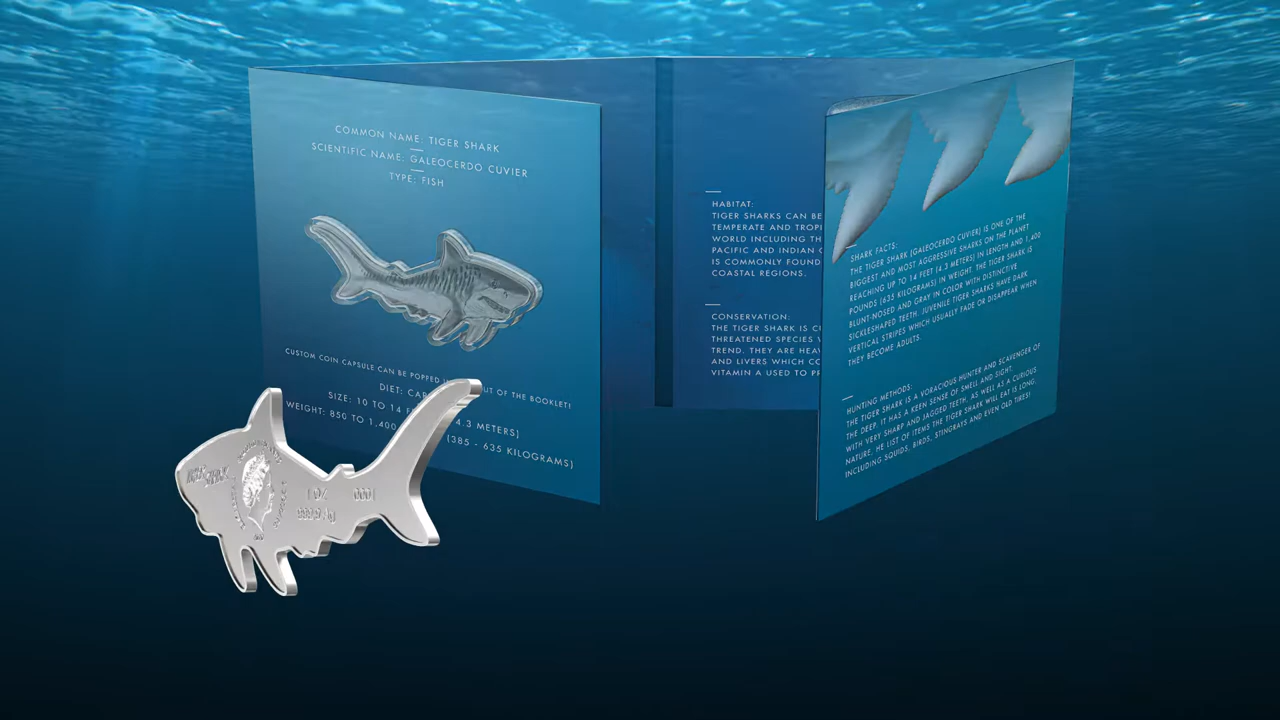 COMMON NAME: TIGER SHARK
SCIENTIFIC NAME: GALEOCERDO CUVIER
TYPE: FISH
CUSTOM COIN CAPSULE CAN BE POPPED OUT OF THE BOOKLET!
DIET:
SIZE: 10 TO 14 4.3 METERS)
WEIGHT: 850 TO 1,400 (385 - 635 KILOGRAMS)
1 OZ 0001
999.9 Ag
HABITAT:
TIGER SHARKS CAN BE
TEMPERATE AND
WORLD INCLUDING
PACIFIC AND INDIAN
IS COMMONLY FOUND
COASTAL REGIONS.
CONSERVATION:
THE TIGER SHARK IS
THREATENED SPECIES
TREND. THEY ARE
AND LIVERS WHICH
VITAMIN A USED TO
SHARK FACTS:
THE TIGER SHARK (GALEOCERDO CUVIER) IS ONE OF THE
BIGGEST AND MOST AGGRESSIVE SHARKS ON THE PLANET
REACHING UP TO 14 FEET (4.3 METERS) IN LENGTH AND 1,400
POUNDS (635 KILOGRAMS) IN WEIGHT. THE TIGER SHARK IS
BLUNT-NOSED AND GRAY IN COLOR WITH DISTINCTIVE
SICKLESHAPED TEETH. JUVENILE TIGER SHARKS HAVE DARK
VERTICAL STRIPES WHICH USUALLY FADE OR DISAPPEAR WHEN
THEY BECOME ADULTS.
HUNTING METHODS:
THE TIGER SHARK IS A VORACIOUS HUNTER AND SCAVENGER OF
THE DEEP. IT HAS A KEEN SENSE OF SMELL AND SIGHT.
WITH VERY SHARP AND JAGGED TEETH, AS WELL AS A CURIOUS
NATURE, HE LIST OF ITEMS THE TIGER SHARK WILL EAT IS LONG,
INCLUDING SQUIDS, BIRDS, STINGRAYS AND EVEN OLD TIRES!